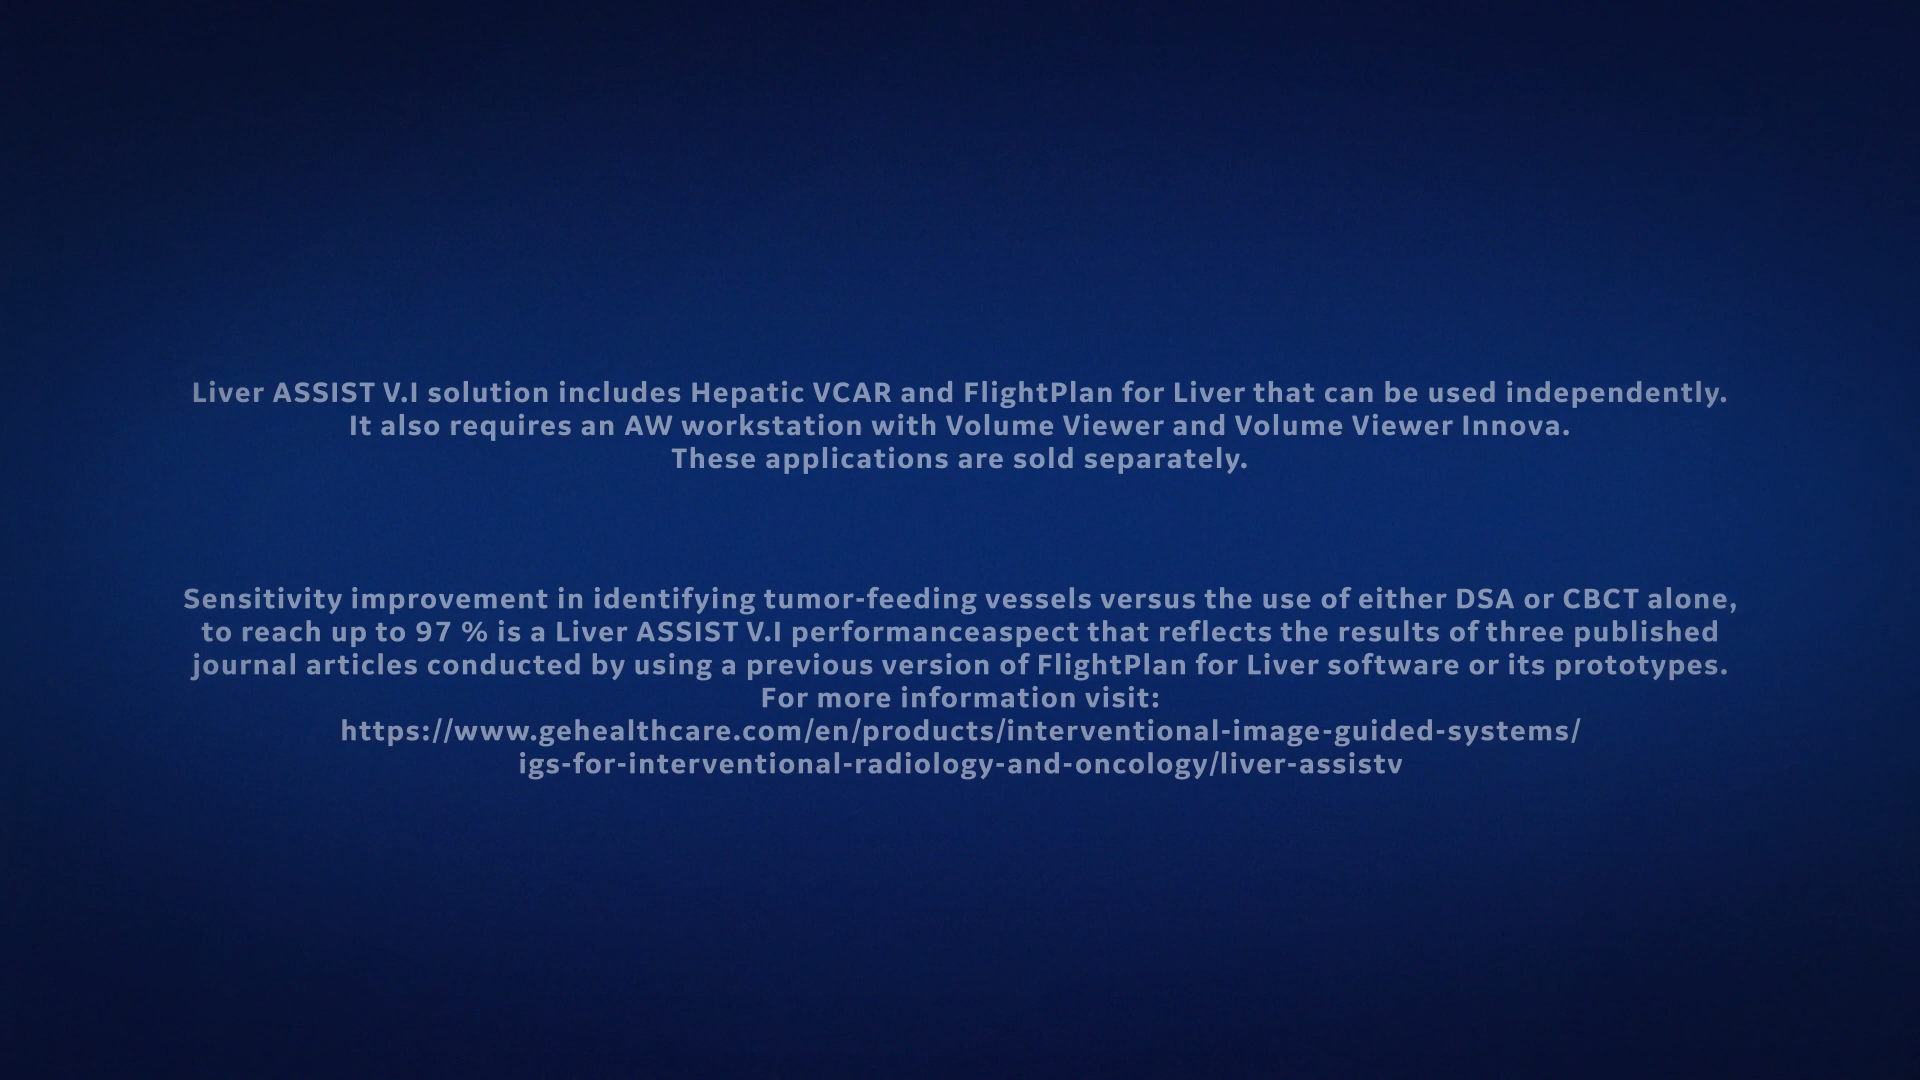 Liver ASSIST V.I solution includes Hepatic VCAR and FlightPlan for Liver that can be used independently.
It also requires an AW workstation with Volume Viewer and Volume Viewer Innova.
These applications are sold separately.
Sensitivity improvement in identifying tumor-feeding vessels versus the use of either DSA or CBCT alone,
to reach up to 97 % is a Liver ASSIST V.I performanceaspect that reflects the results of three published
journal articles conducted by using a previous version of FlightPlan for Liver software or its prototypes.
For more information visit:
https://www.gehealthcare.com/en/products/interventional-image-guided-systems/
igs-for-interventional-radiology-and-oncology/liver-assistv